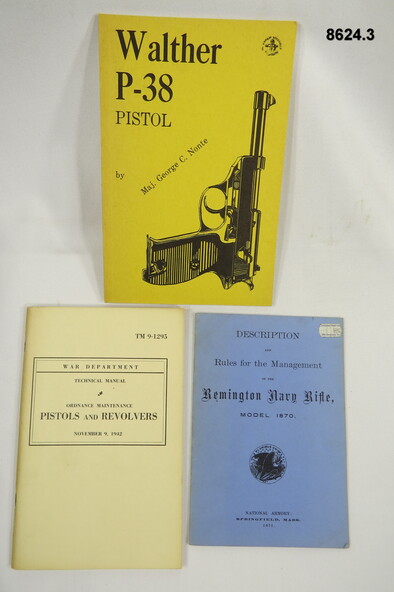 8624.3
Walther
P-38
PISTOL
by
Maj. George C. Nonte
TM 9-1295
WAR DEPARTMENT
TECHNICAL MANUAL
ORDNANCE MAINTENANCE
PISTOLS AND REVOLVERS
NOVEMBER 9, 1942
DESCRIPTION
AND
Rules for the Management
OF THE
Remington Navy Rifle,
MODEL 1870.
NATIONAL ARMORY:
SPRINGFIELD, MASS.